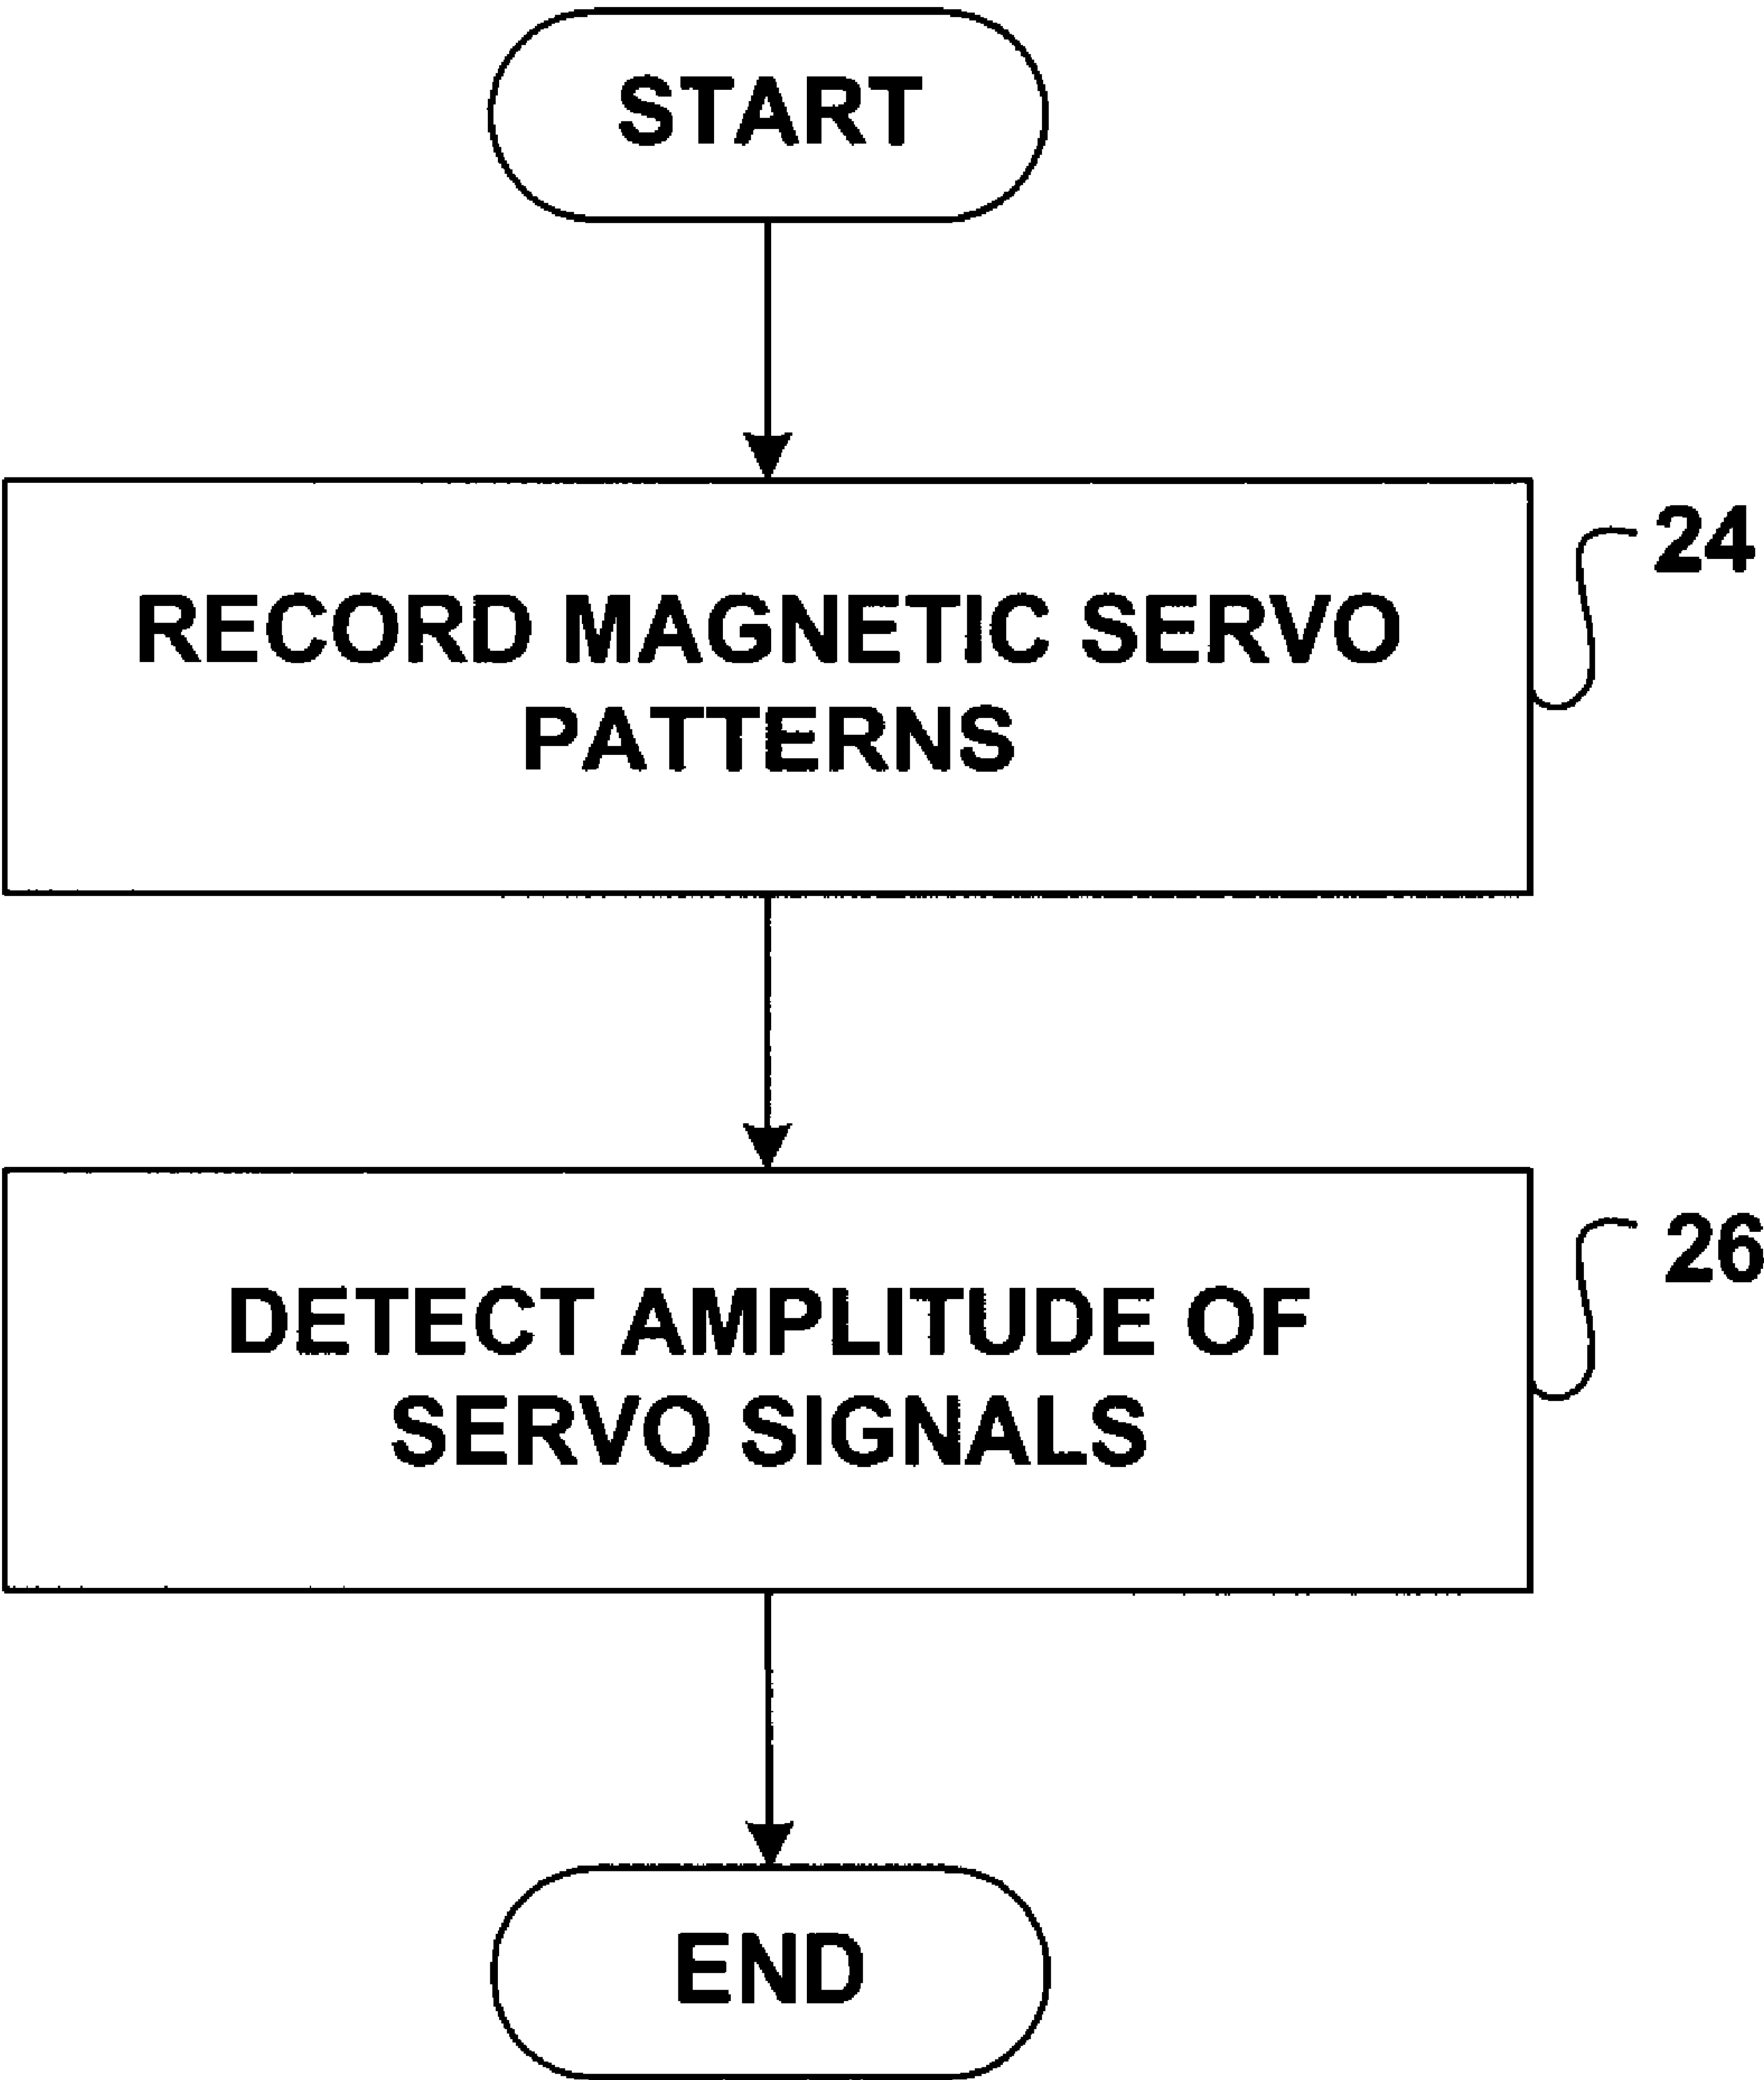 START
24
RECORD MAGNETIC SERVO
PATTERNS
26
DETECT AMPLITUDE OF
SERVO SIGNALS
END